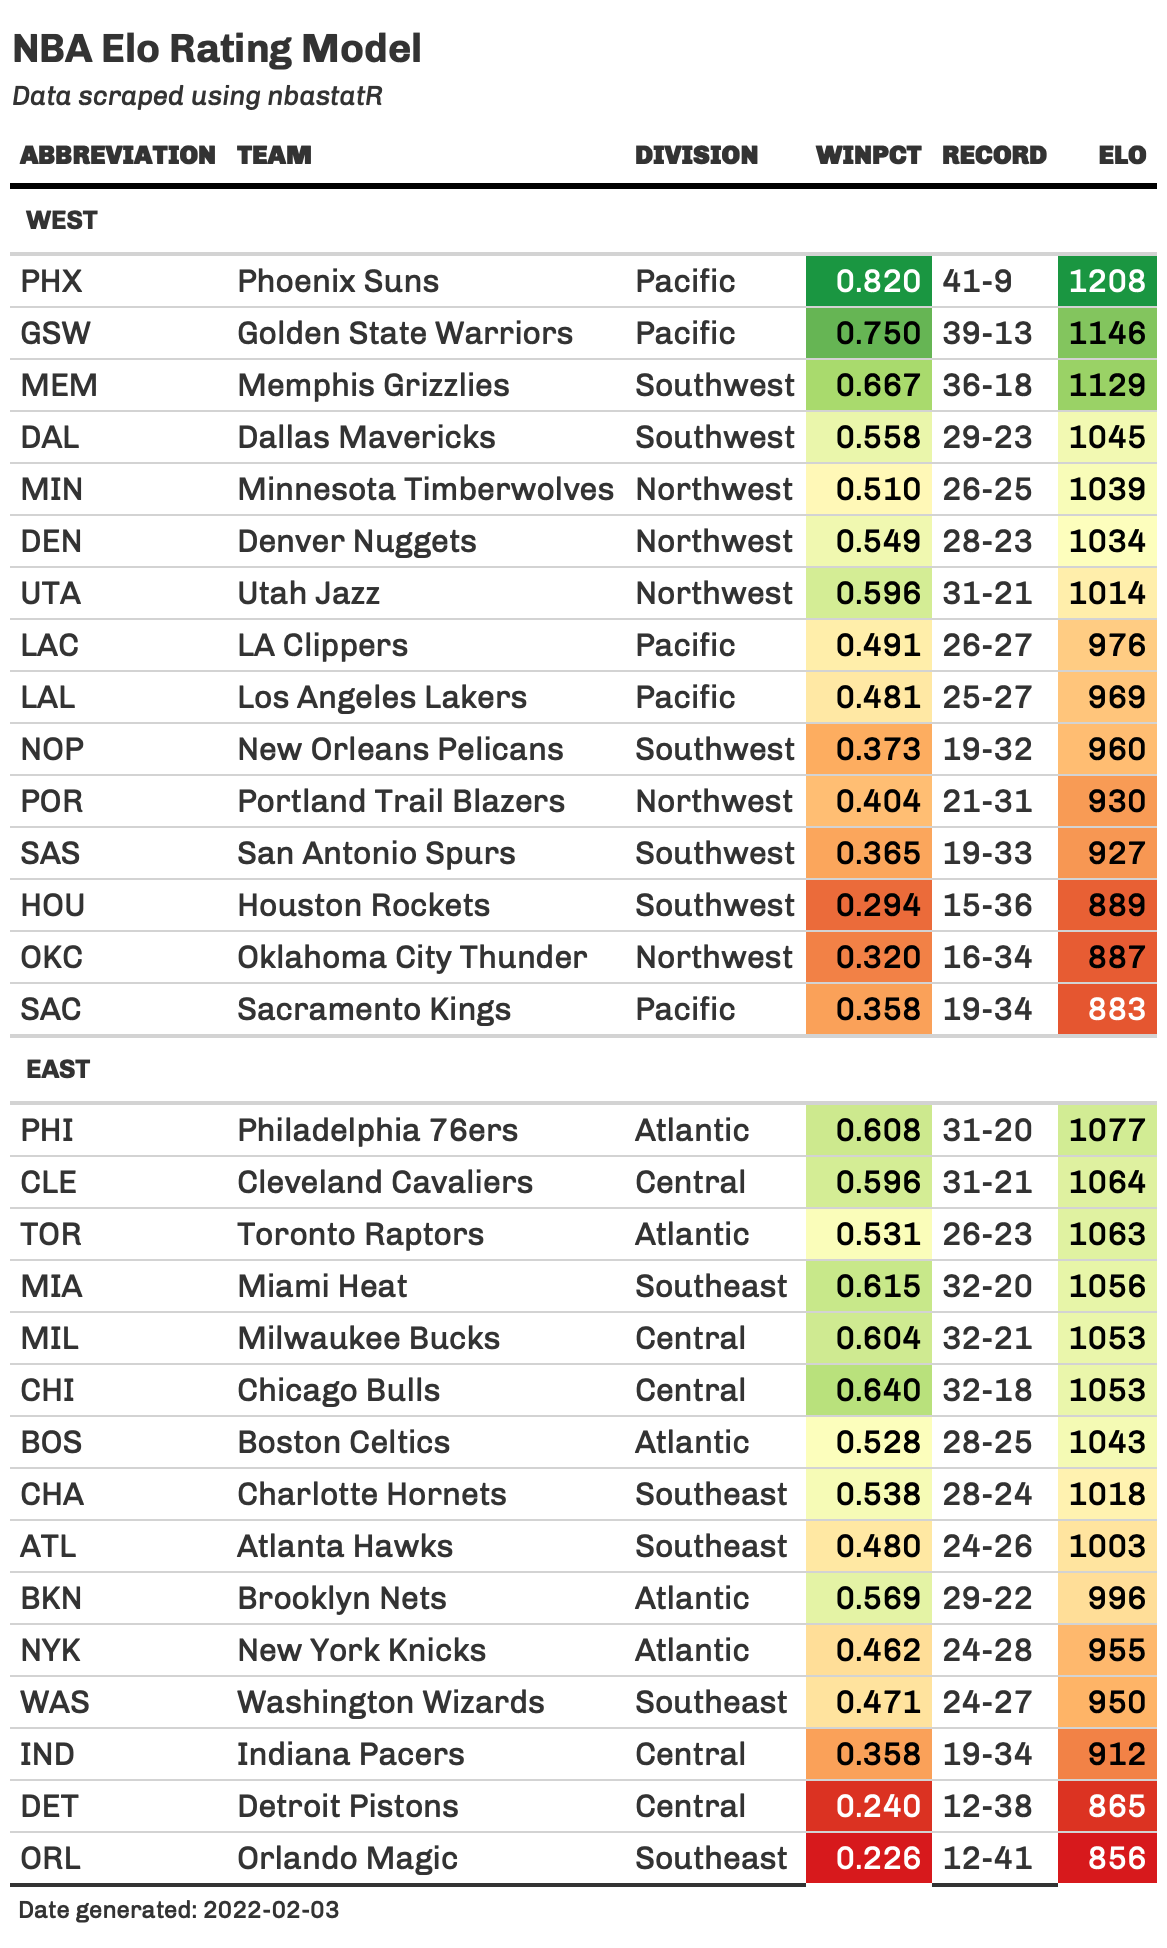 NBA Elo Rating Model
Data scraped using nbastatR
ABBREVIATION TEAM DIVISION WINPCT RECORD ELO
WEST
PHX Phoenix Suns Pacific 0.820 41-9 1208
GSW Golden State Warriors Pacific 0.750 39-13 1146
MEM Memphis Grizzlies Southwest 0.667 36-18 1129
DAL Dallas Mavericks Southwest 0.558 29-23 1045
MIN Minnesota Timberwolves Northwest 0.510 26-25 1039
DEN Denver Nuggets Northwest 0.549 28-23 1034
UTA Utah Jazz Northwest 0.596 31-21 1014
LAC LA Clippers Pacific 0.491 26-27 976
LAL Los Angeles Lakers Pacific 0.481 25-27 969
NOP New Orleans Pelicans Southwest 0.373 19-32 960
POR Portland Trail Blazers Northwest 0.404 21-31 930
SAS San Antonio Spurs Southwest 0.365 19-33 927
HOU Houston Rockets Southwest 0.294 15-36 889
OKC Oklahoma City Thunder Northwest 0.320 16-34 887
SAC Sacramento Kings Pacific 0.358 19-34 883
EAST
PHI Philadelphia 76ers Atlantic 0.608 31-20 1077
CLE Cleveland Cavaliers Central 0.596 31-21 1064
TOR Toronto Raptors Atlantic 0.531 26-23 1063
MIA Miami Heat Southeast 0.615 32-20 1056
MIL Milwaukee Bucks Central 0.604 32-21 1053
CHI Chicago Bulls Central 0.640 32-18 1053
BOS Boston Celtics Atlantic 0.528 28-25 1043
CHA Charlotte Hornets Southeast 0.538 28-24 1018
ATL Atlanta Hawks Southeast 0.480 24-26 1003
BKN Brooklyn Nets Atlantic 0.569 29-22 996
NYK New York Knicks Atlantic 0.462 24-28 955
WAS Washington Wizards Southeast 0.471 24-27 950
IND Indiana Pacers Central 0.358 19-34 912
DET Detroit Pistons Central 0.240 12-38 865
ORL Orlando Magic Southeast 0.226 12-41 856
Date generated: 2022-02-03